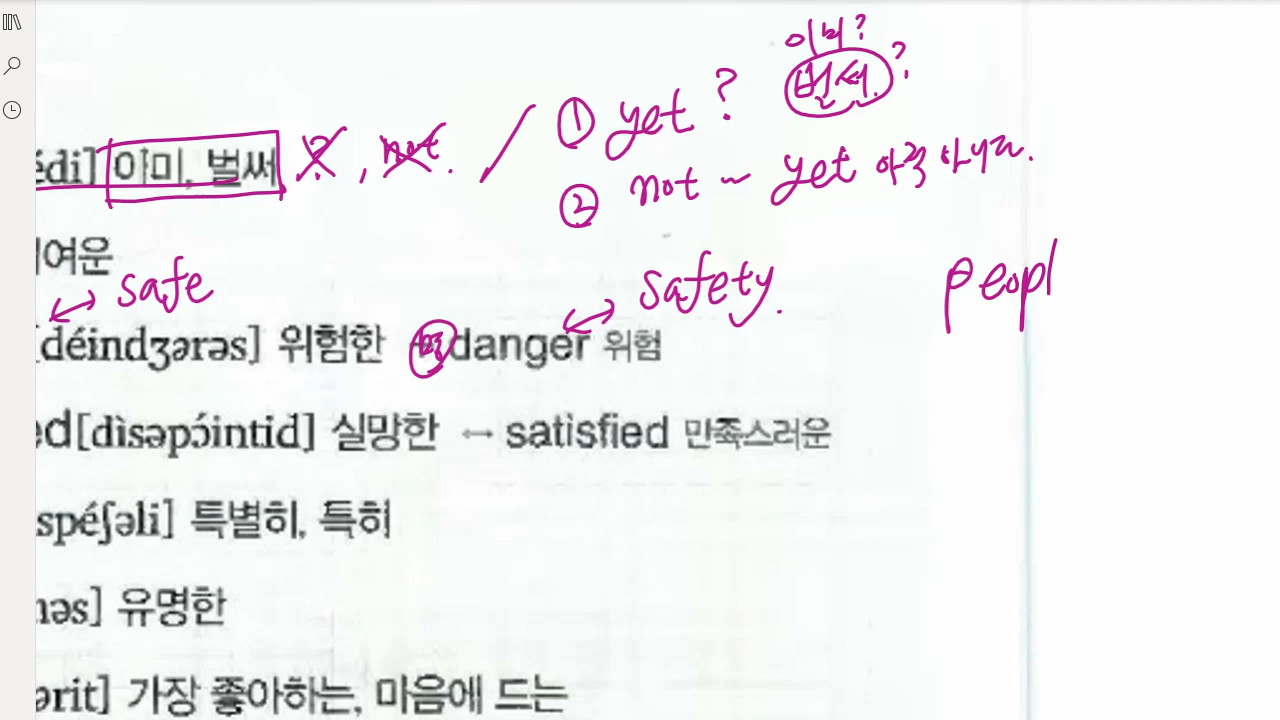 이미?
벌써. ?
① yet ?
édi] 이미, 벌써 ?, not. / ② not ~ yet 아직 아니고.
귀여운
safe safety. peopl
[déindʒərəs] 위험한 명 danger 위험
ed[dìsəpɔ́intid] 실망한 ↔ satisfied 만족스러운
spéʃəli] 특별히, 특히
məs] 유명한
ərit] 가장 좋아하는, 마음에 드는